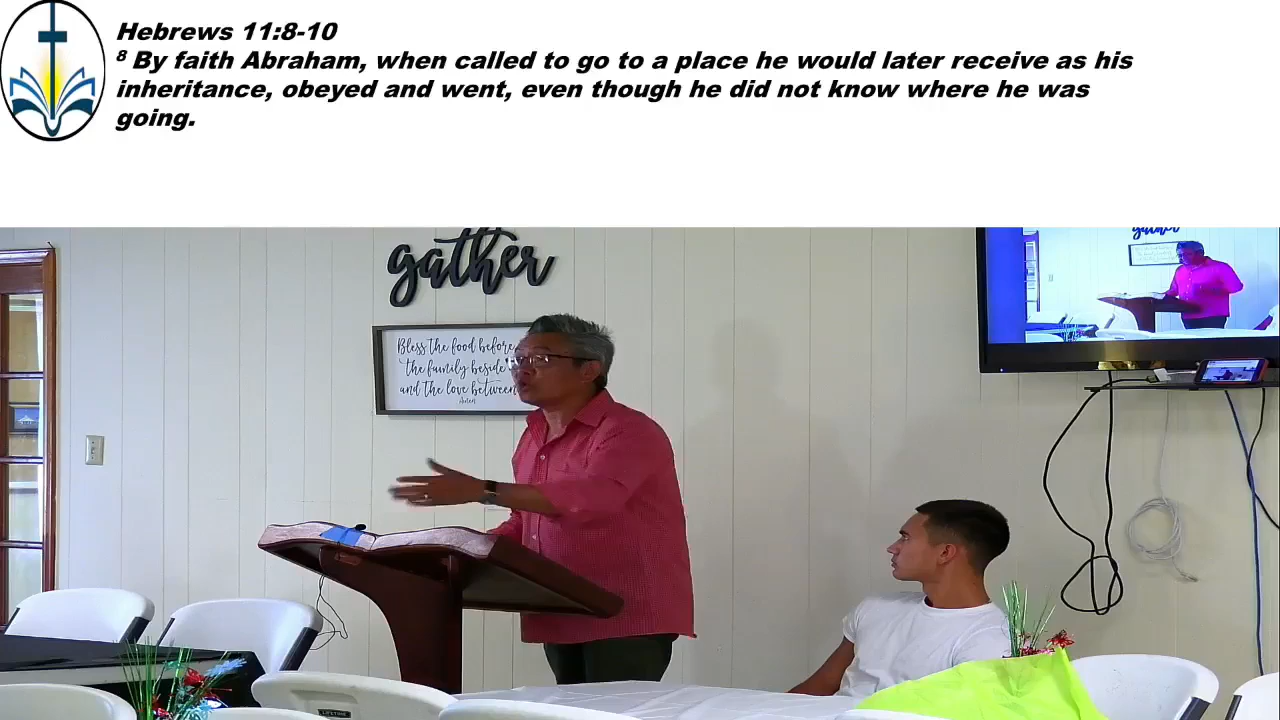 Hebrews 11:8-10
⁸ By faith Abraham, when called to go to a place he would later receive as his
inheritance, obeyed and went, even though he did not know where he was
going.
gather
gather
Bless the food before
the family beside
and the love between
LIFETIME